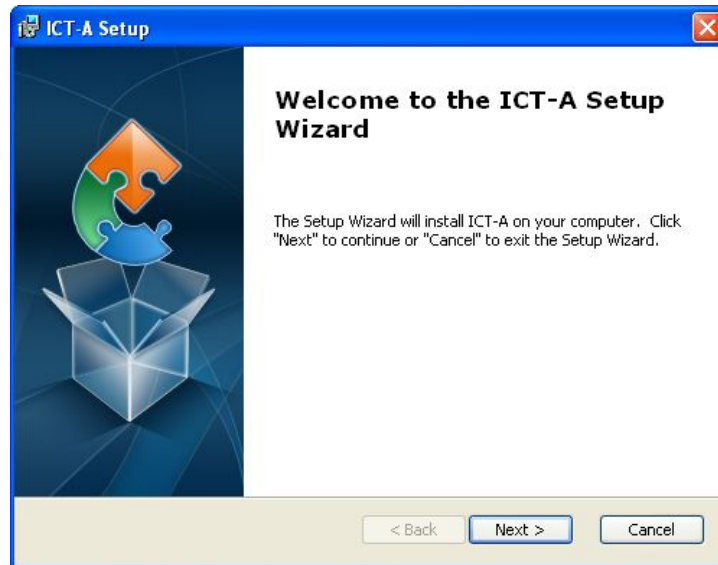 ICT-A Setup
Welcome to the ICT-A Setup
Wizard
The Setup Wizard will install ICT-A on your computer. Click
"Next" to continue or "Cancel" to exit the Setup Wizard.
< Back Next > Cancel